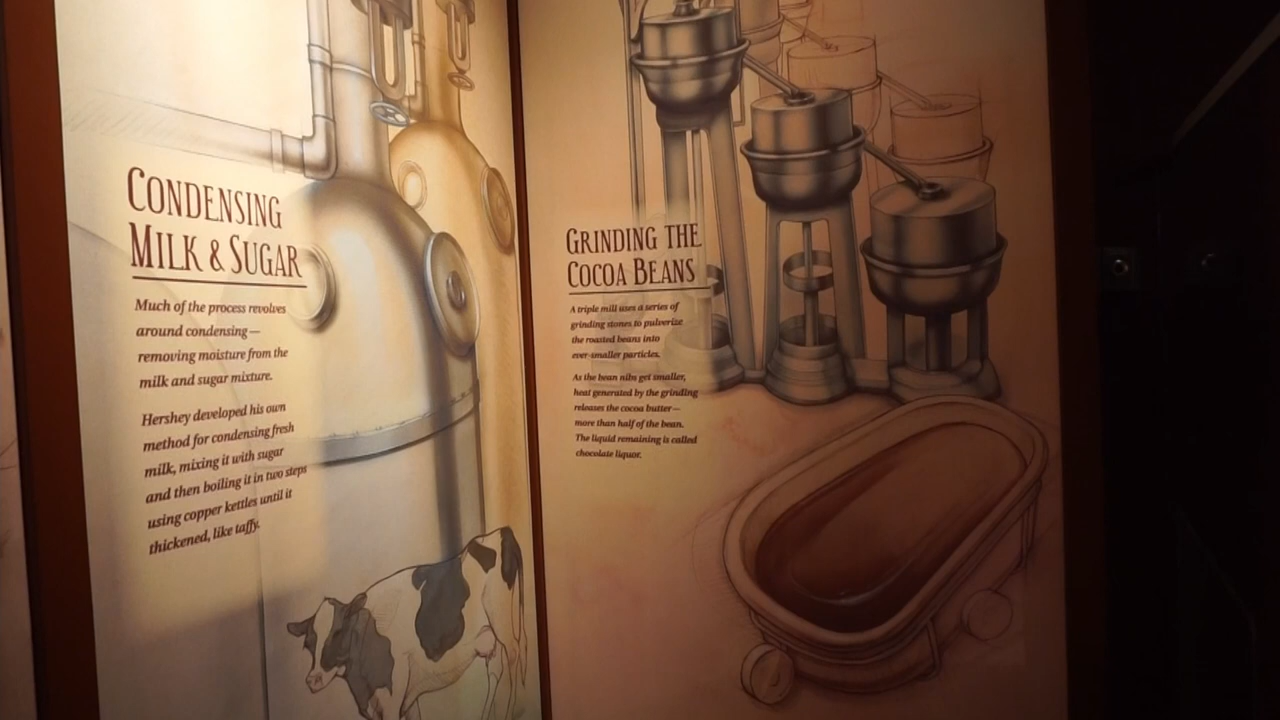 CONDENSING
MILK & SUGAR
Much of the process revolves
around condensing—
removing moisture from the
milk and sugar mixture.
Hershey developed his own
method for condensing fresh
milk, mixing it with sugar
and then boiling it in two steps
using copper kettles until it
thickened, like taffy.
GRINDING THE
COCOA BEANS
A triple mill uses a series of
grinding stones to pulverize
the roasted beans into
ever-smaller particles.
As the bean nibs get smaller,
heat generated by the grinding
releases the cocoa butter—
more than half of the bean.
The liquid remaining is called
chocolate liquor.